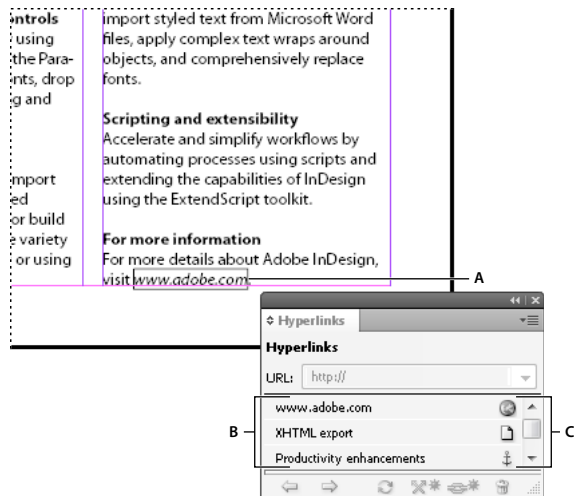 ntrols
using
the Para-
nts, drop
g and
mport
ed
or build
e variety
or using
import styled text from Microsoft Word
files, apply complex text wraps around
objects, and comprehensively replace
fonts.
Scripting and extensibility
Accelerate and simplify workflows by
automating processes using scripts and
extending the capabilities of InDesign
using the ExtendScript toolkit.
For more information
For more details about Adobe InDesign,
visit www.adobe.com.
A
Hyperlinks
Hyperlinks
URL: http://
www.adobe.com
B
XHTML export
C
Productivity enhancements